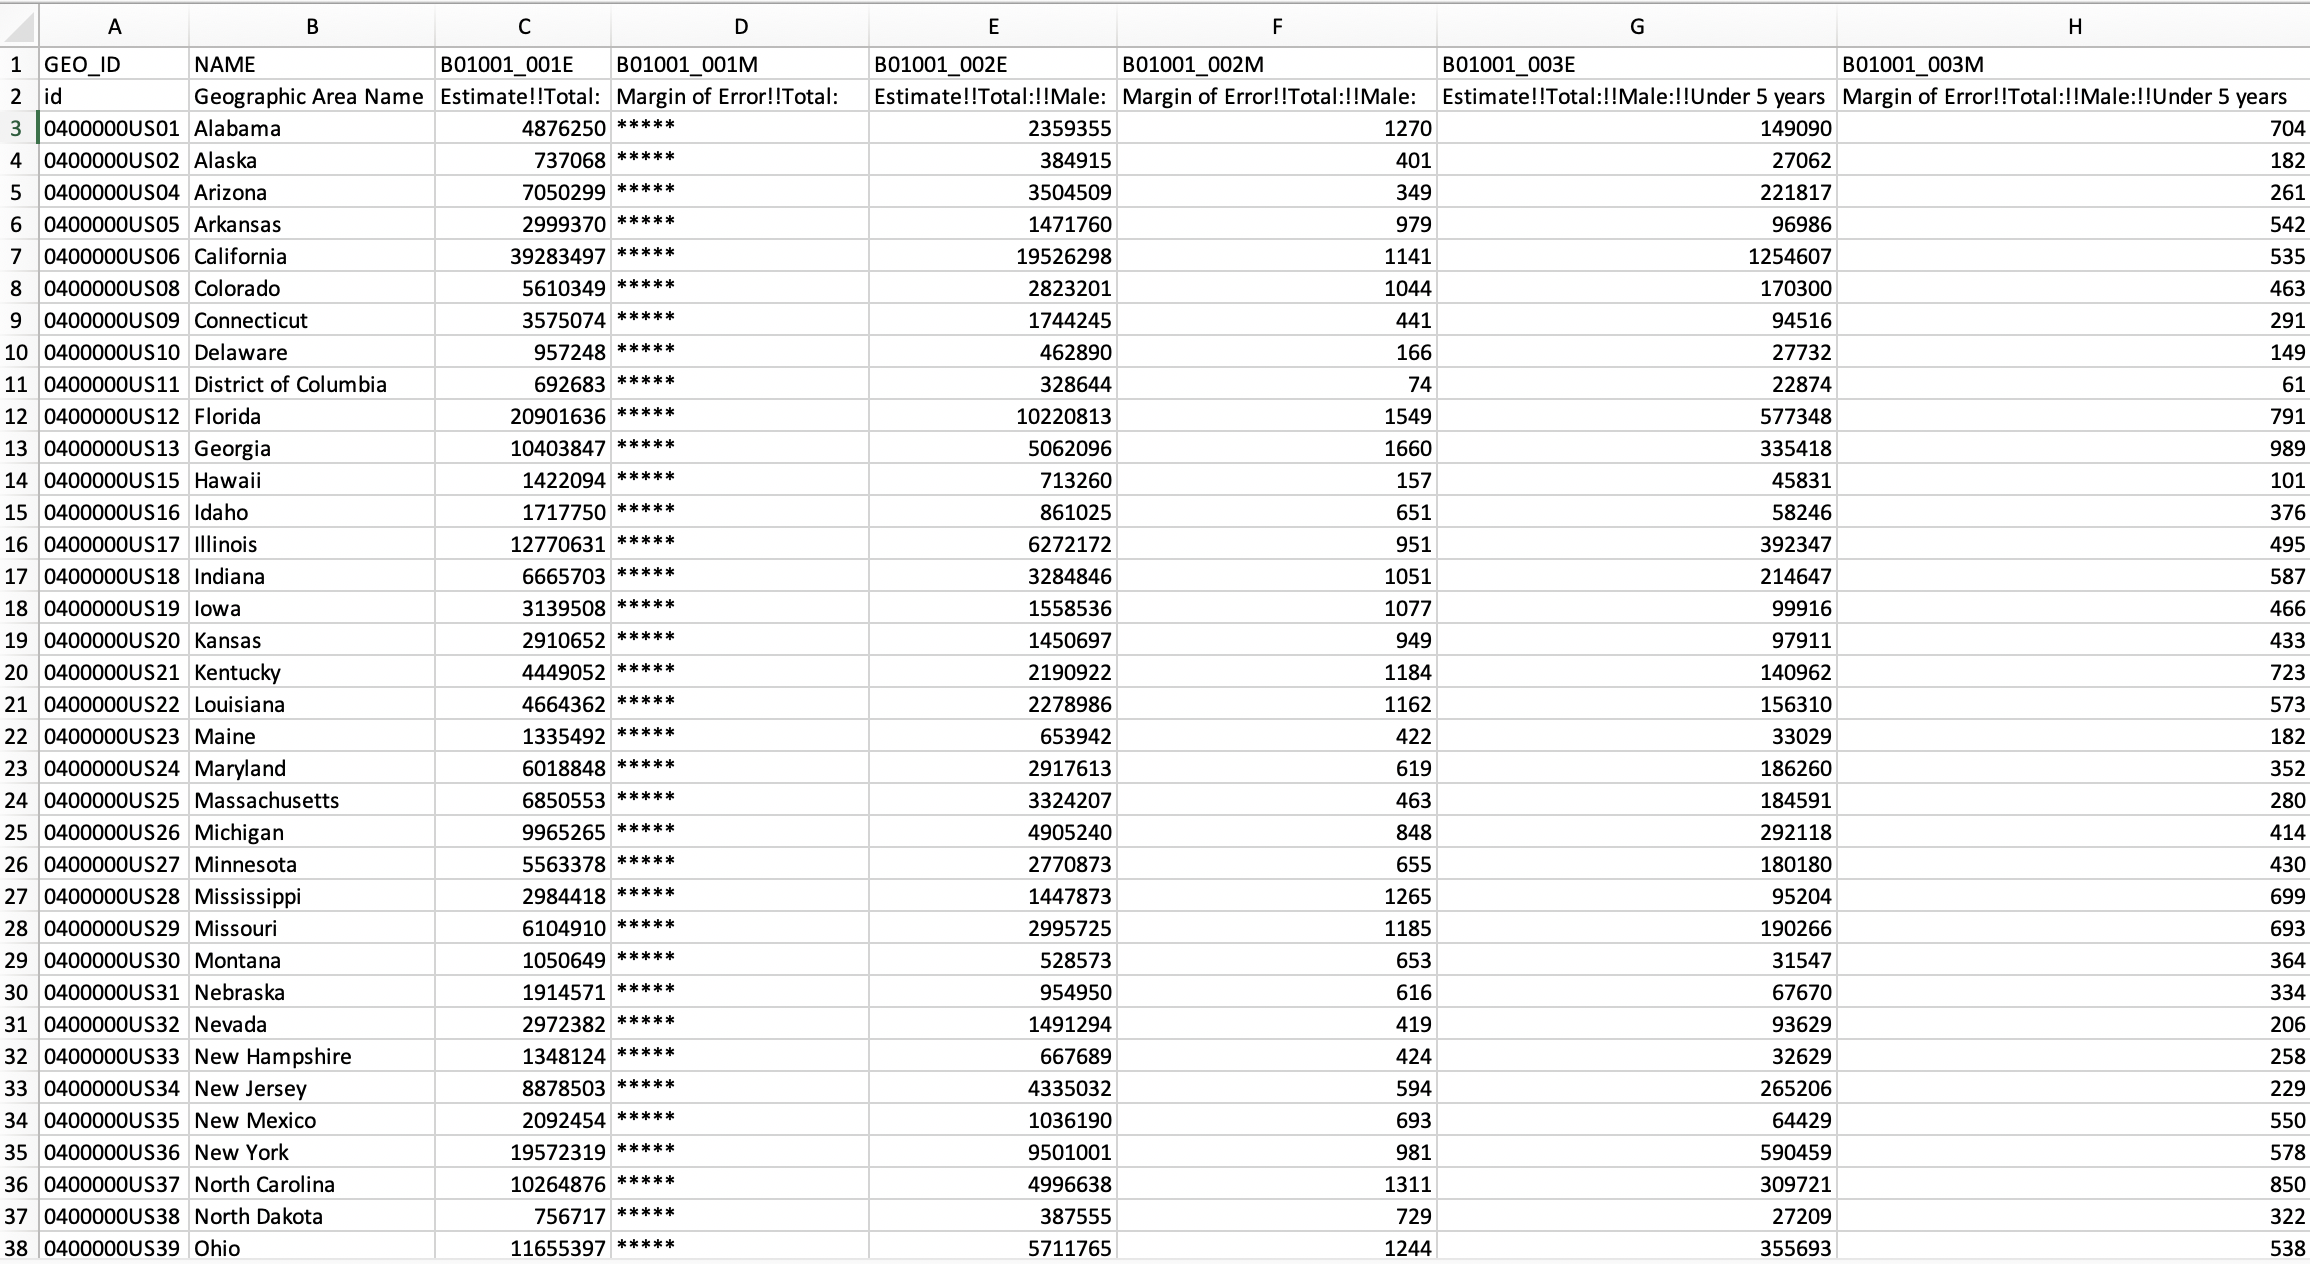 A B C D E F G H
1 GEO_ID NAME B01001_001E B01001_001M B01001_002E B01001_002M B01001_003E B01001_003M
2 id Geographic Area Name Estimate!!Total: Margin of Error!!Total: Estimate!!Total:!!Male: Margin of Error!!Total:!!Male: Estimate!!Total:!!Male:!!Under 5 years Margin of Error!!Total:!!Male:!!Under 5 years
3 0400000US01 Alabama 4876250 ***** 2359355 1270 149090 704
4 0400000US02 Alaska 737068 ***** 384915 401 27062 182
5 0400000US04 Arizona 7050299 ***** 3504509 349 221817 261
6 0400000US05 Arkansas 2999370 ***** 1471760 979 96986 542
7 0400000US06 California 39283497 ***** 19526298 1141 1254607 535
8 0400000US08 Colorado 5610349 ***** 2823201 1044 170300 463
9 0400000US09 Connecticut 3575074 ***** 1744245 441 94516 291
10 0400000US10 Delaware 957248 ***** 462890 166 27732 149
11 0400000US11 District of Columbia 692683 ***** 328644 74 22874 61
12 0400000US12 Florida 20901636 ***** 10220813 1549 577348 791
13 0400000US13 Georgia 10403847 ***** 5062096 1660 335418 989
14 0400000US15 Hawaii 1422094 ***** 713260 157 45831 101
15 0400000US16 Idaho 1717750 ***** 861025 651 58246 376
16 0400000US17 Illinois 12770631 ***** 6272172 951 392347 495
17 0400000US18 Indiana 6665703 ***** 3284846 1051 214647 587
18 0400000US19 Iowa 3139508 ***** 1558536 1077 99916 466
19 0400000US20 Kansas 2910652 ***** 1450697 949 97911 433
20 0400000US21 Kentucky 4449052 ***** 2190922 1184 140962 723
21 0400000US22 Louisiana 4664362 ***** 2278986 1162 156310 573
22 0400000US23 Maine 1335492 ***** 653942 422 33029 182
23 0400000US24 Maryland 6018848 ***** 2917613 619 186260 352
24 0400000US25 Massachusetts 6850553 ***** 3324207 463 184591 280
25 0400000US26 Michigan 9965265 ***** 4905240 848 292118 414
26 0400000US27 Minnesota 5563378 ***** 2770873 655 180180 430
27 0400000US28 Mississippi 2984418 ***** 1447873 1265 95204 699
28 0400000US29 Missouri 6104910 ***** 2995725 1185 190266 693
29 0400000US30 Montana 1050649 ***** 528573 653 31547 364
30 0400000US31 Nebraska 1914571 ***** 954950 616 67670 334
31 0400000US32 Nevada 2972382 ***** 1491294 419 93629 206
32 0400000US33 New Hampshire 1348124 ***** 667689 424 32629 258
33 0400000US34 New Jersey 8878503 ***** 4335032 594 265206 229
34 0400000US35 New Mexico 2092454 ***** 1036190 693 64429 550
35 0400000US36 New York 19572319 ***** 9501001 981 590459 578
36 0400000US37 North Carolina 10264876 ***** 4996638 1311 309721 850
37 0400000US38 North Dakota 756717 ***** 387555 729 27209 322
38 0400000US39 Ohio 11655397 ***** 5711765 1244 355693 538